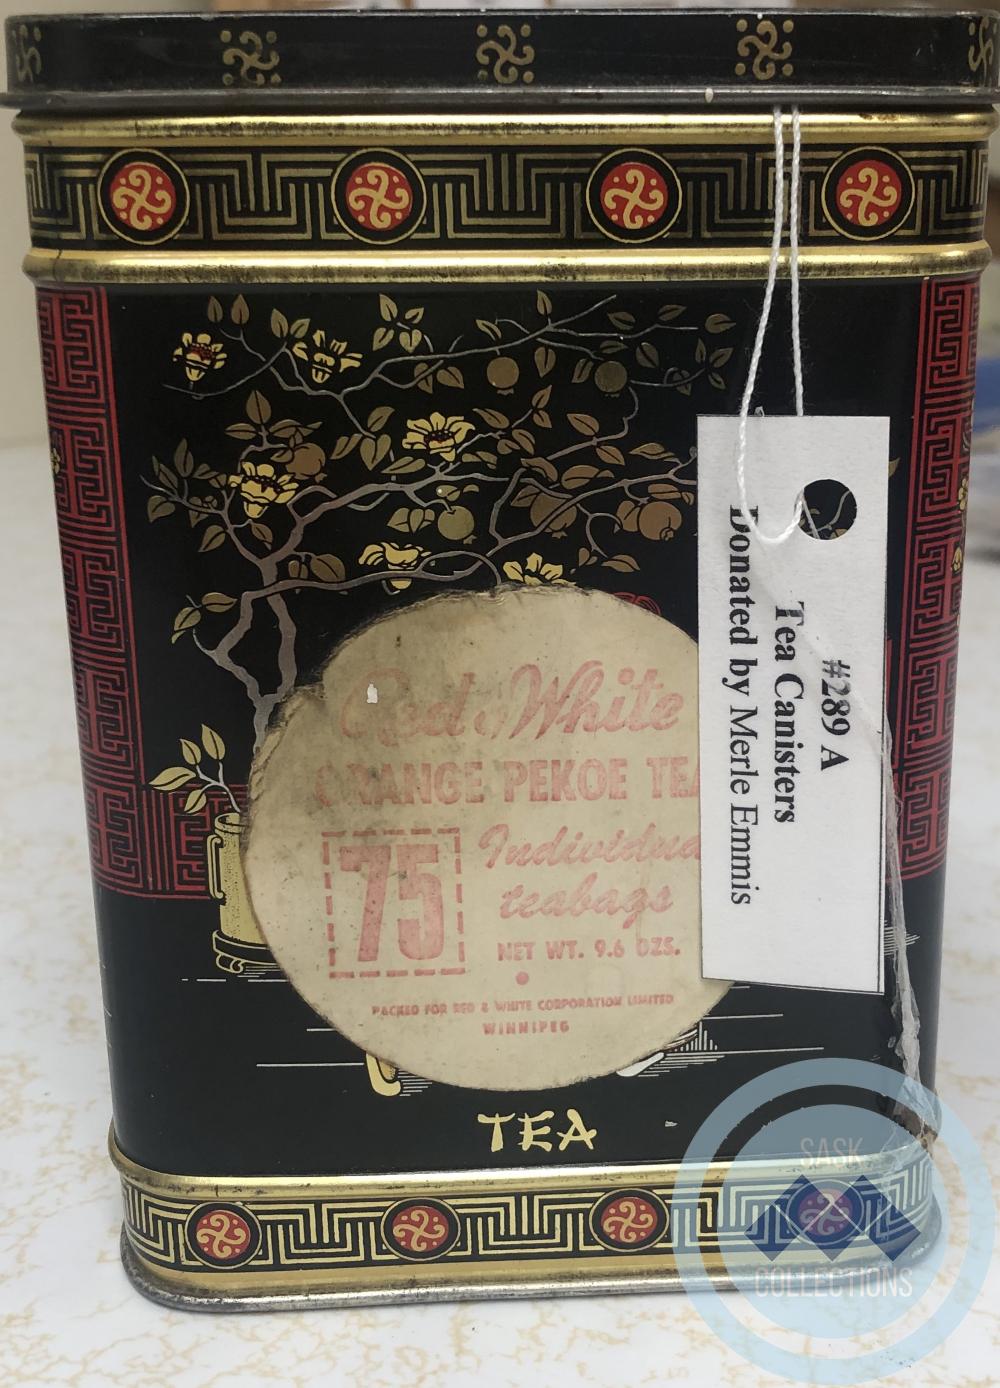 Red & White
ORANGE PEKOE TEA
75
Individual
teabags
NET WT. 9.6 OZS.
PACKED FOR RED & WHITE CORPORATION LIMITED
WINNIPEG
TEA
#289 A
Tea Canisters
Donated by Merle Emmis
SASK
COLLECTIONS